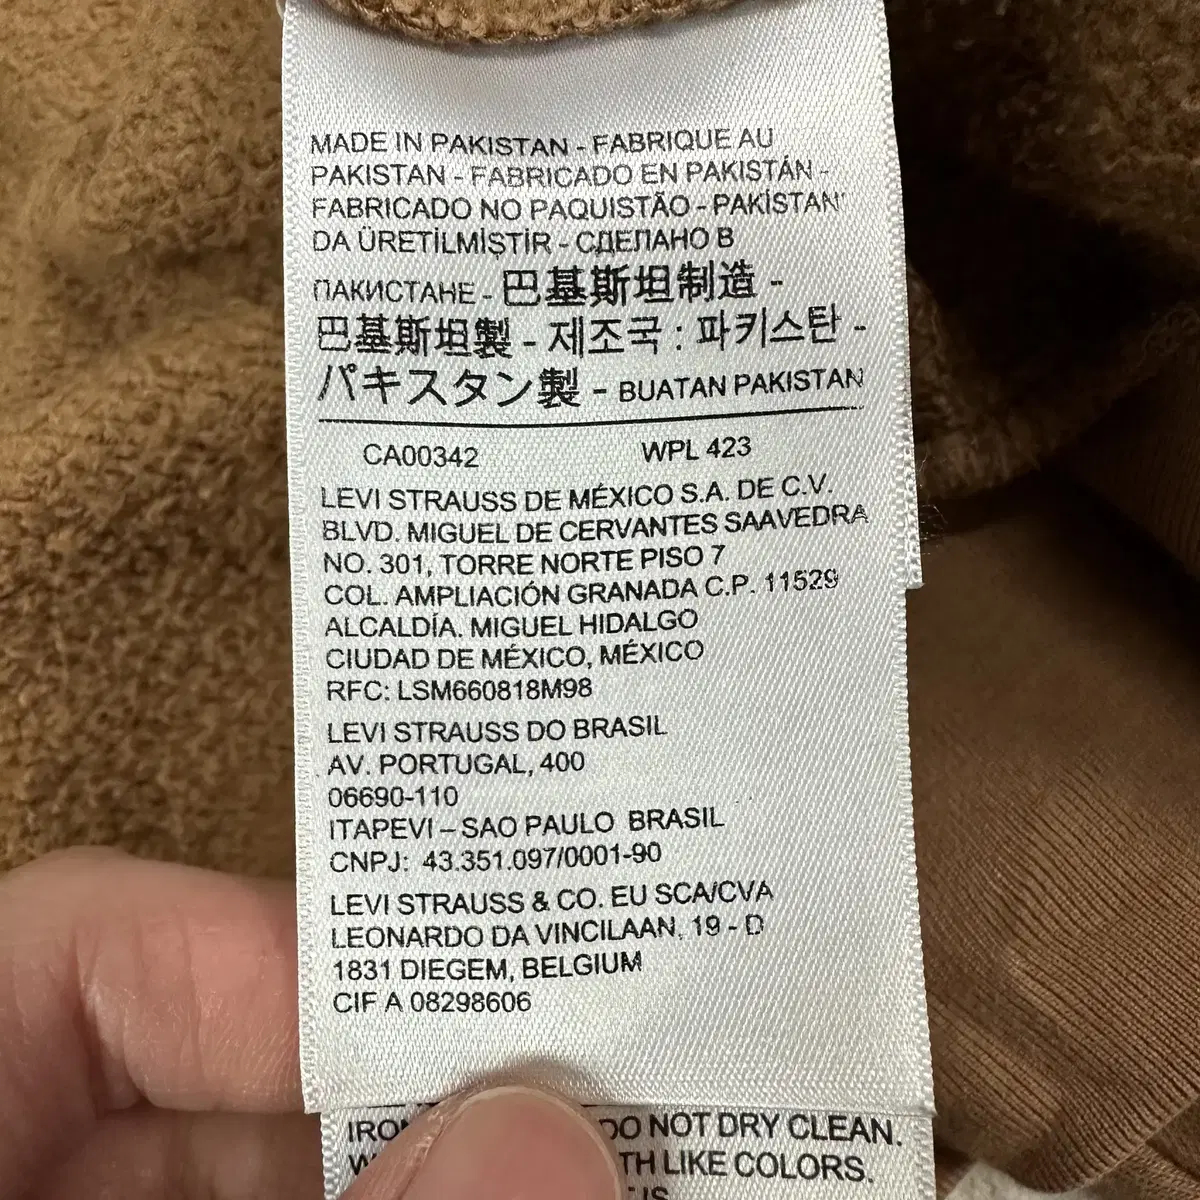 MADE IN PAKISTAN - FABRIQUE AU
PAKISTAN - FABRICADO EN PAKISTÁN -
FABRICADO NO PAQUISTÃO - PAKİSTAN'
DA ÜRETİLMİŞTİR - СДЕЛАНО В
ПАКИСТАНЕ - 巴基斯坦制造 -
巴基斯坦製 - 제조국 : 파키스탄 -
パキスタン製 - BUATAN PAKISTAN
CA00342 WPL 423
LEVI STRAUSS DE MÉXICO S.A. DE C.V.
BLVD. MIGUEL DE CERVANTES SAAVEDRA
NO. 301, TORRE NORTE PISO 7
COL. AMPLIACIÓN GRANADA C.P. 11529
ALCALDÍA. MIGUEL HIDALGO
CIUDAD DE MÉXICO, MÉXICO
RFC: LSM660818M98
LEVI STRAUSS DO BRASIL
AV. PORTUGAL, 400
06690-110
ITAPEVI – SAO PAULO BRASIL
CNPJ: 43.351.097/0001-90
LEVI STRAUSS & CO. EU SCA/CVA
LEONARDO DA VINCILAAN, 19 - D
1831 DIEGEM, BELGIUM
CIF A 08298606
DO NOT DRY CLEAN.
LIKE COLORS.